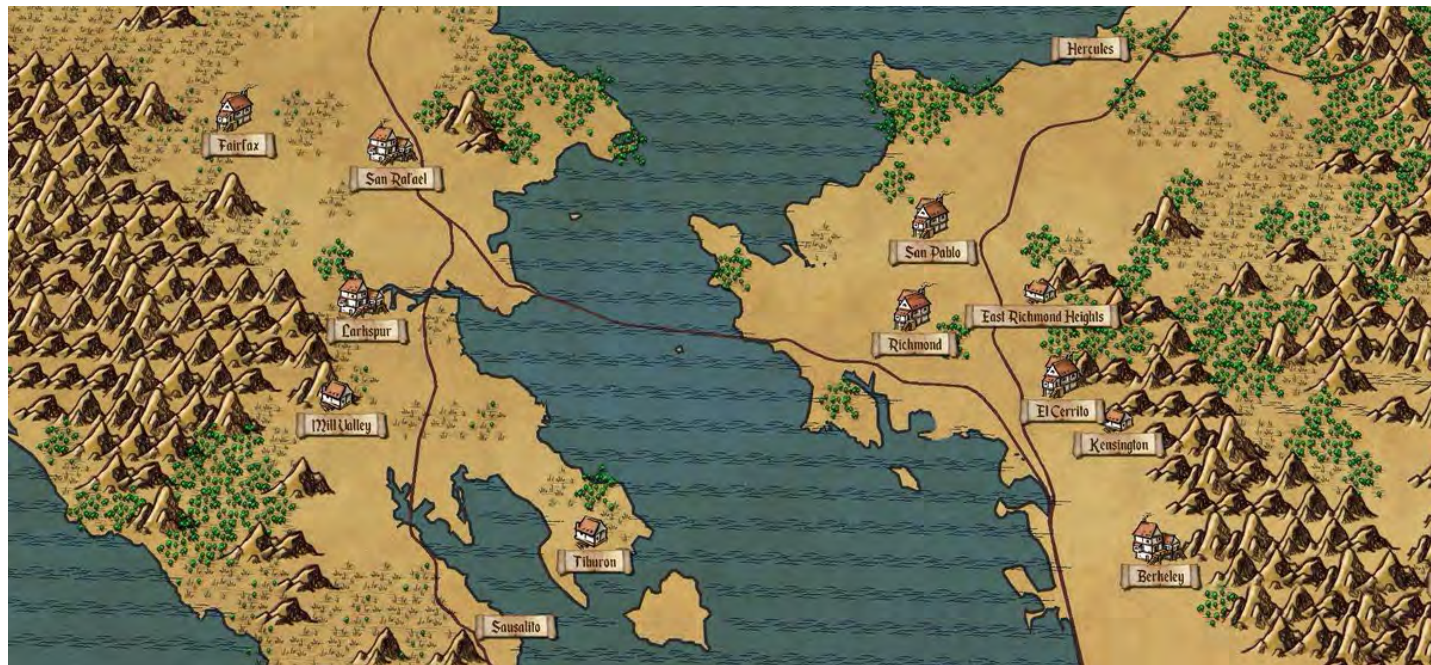 Hercules
Fairfax
San Rafael
San Pablo
East Richmond Heights
Larkspur
Richmond
El Cerrito
Mill Valley
Kensington
Tiburon
Berkeley
Sausalito